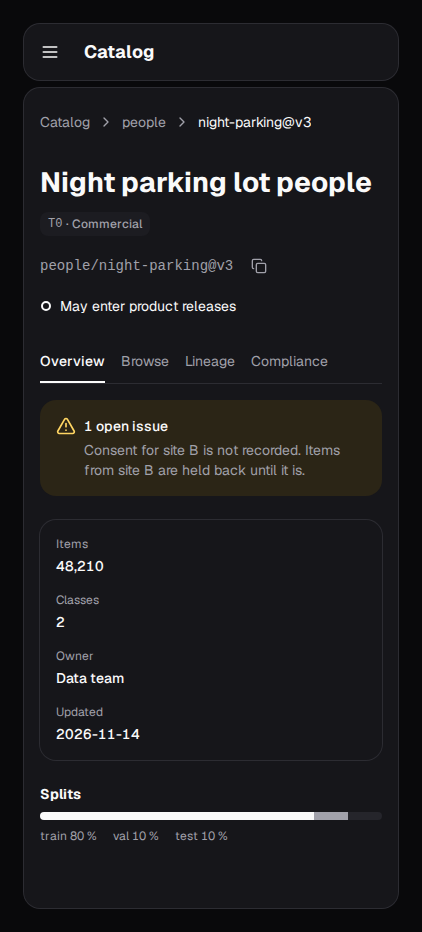 Catalog
Catalog > people > night-parking@v3
Night parking lot people
T0 · Commercial
people/night-parking@v3
May enter product releases
Overview Browse Lineage Compliance
1 open issue
Consent for site B is not recorded. Items
from site B are held back until it is.
Items
48,210
Classes
2
Owner
Data team
Updated
2026-11-14
Splits
train 80 % val 10 % test 10 %